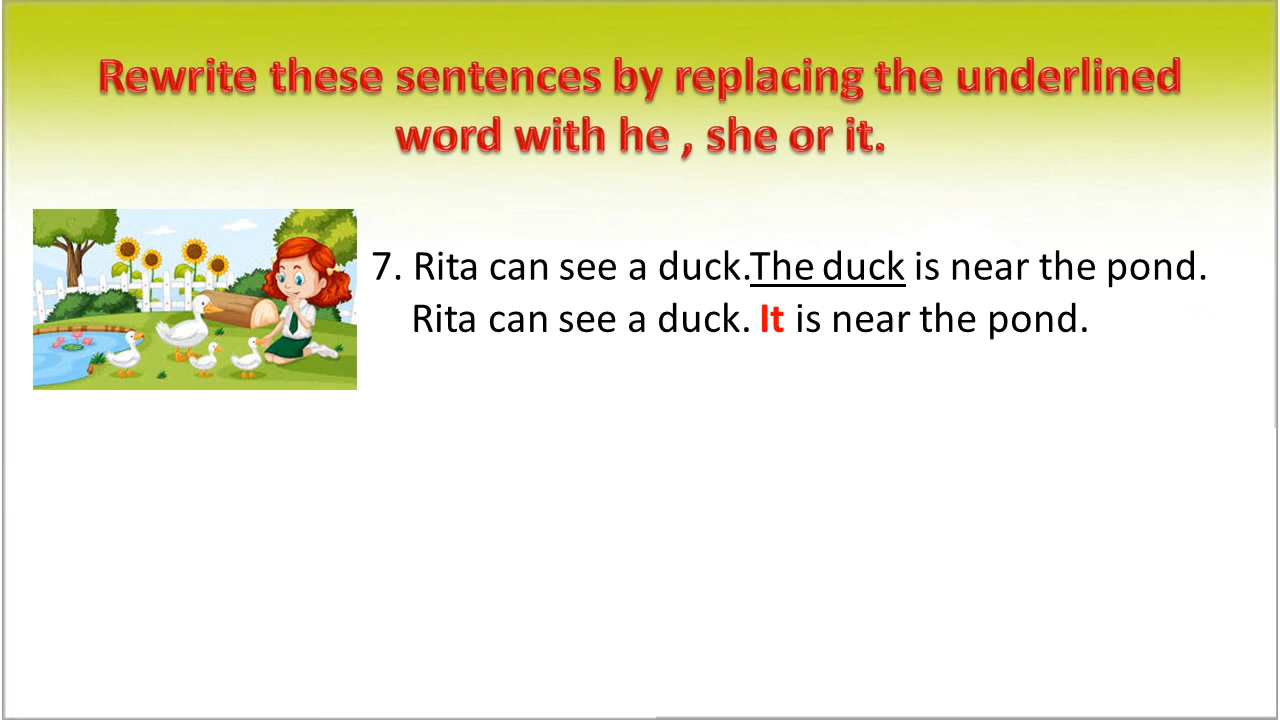 Rewrite these sentences by replacing the underlined
word with he , she or it.
7. Rita can see a duck.The duck is near the pond.
Rita can see a duck. It is near the pond.